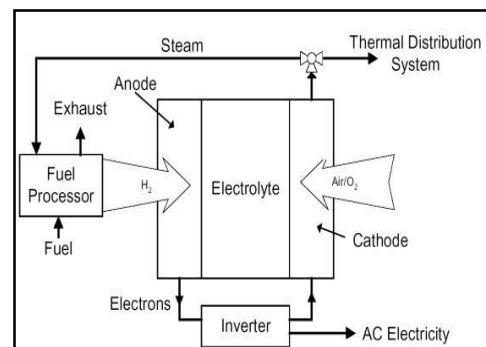 Steam
Thermal Distribution
System
Anode
Exhaust
Fuel
Processor
H2
Electrolyte
Air/O2
Fuel
Cathode
Electrons
Inverter
AC Electricity